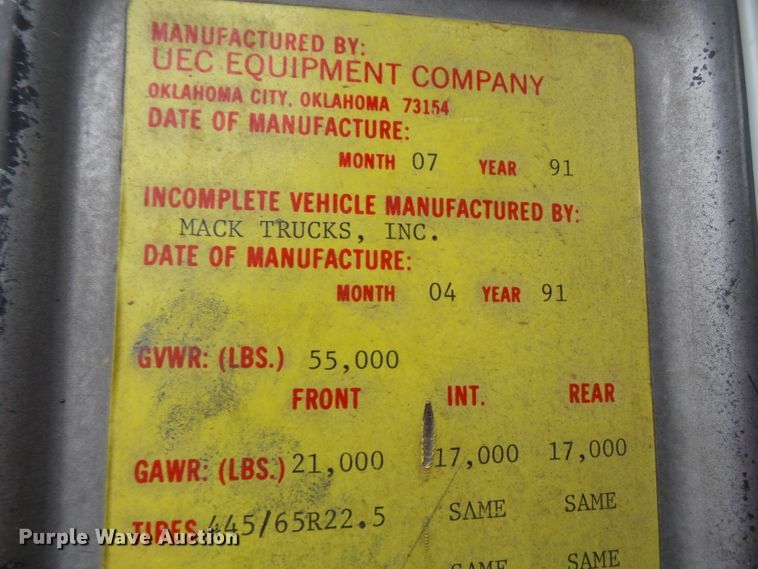 MANUFACTURED BY:
UEC EQUIPMENT COMPANY
OKLAHOMA CITY, OKLAHOMA 73154
DATE OF MANUFACTURE:
MONTH 07 YEAR 91
INCOMPLETE VEHICLE MANUFACTURED BY:
MACK TRUCKS, INC.
DATE OF MANUFACTURE:
MONTH 04 YEAR 91
GVWR: (LBS.) 55,000
FRONT INT. REAR
GAWR: (LBS.) 21,000 17,000 17,000
TIRES 445/65R22.5 SAME SAME
SAME SAME
Purple Wave Auction